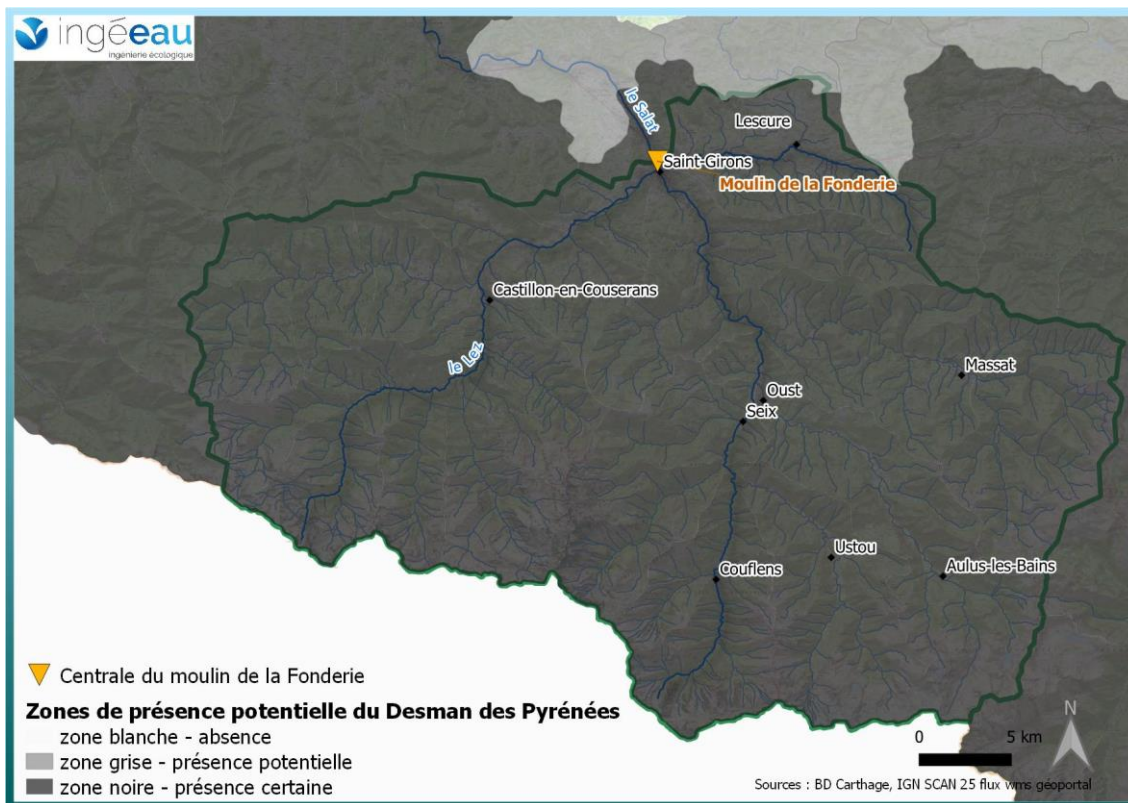 ingéeau
ingénierie écologique
le Salat
Lescure
Saint-Girons
Moulin de la Fonderie
Castillon-en-Couserans
le Lez
Massat
Oust
Seix
Ustou
Couflens
Aulus-les-Bains
Centrale du moulin de la Fonderie
Zones de présence potentielle du Desman des Pyrénées
zone blanche - absence
zone grise - présence potentielle
zone noire - présence certaine
N
0 5 km
Sources : BD Carthage, IGN SCAN 25 flux wms géoportal